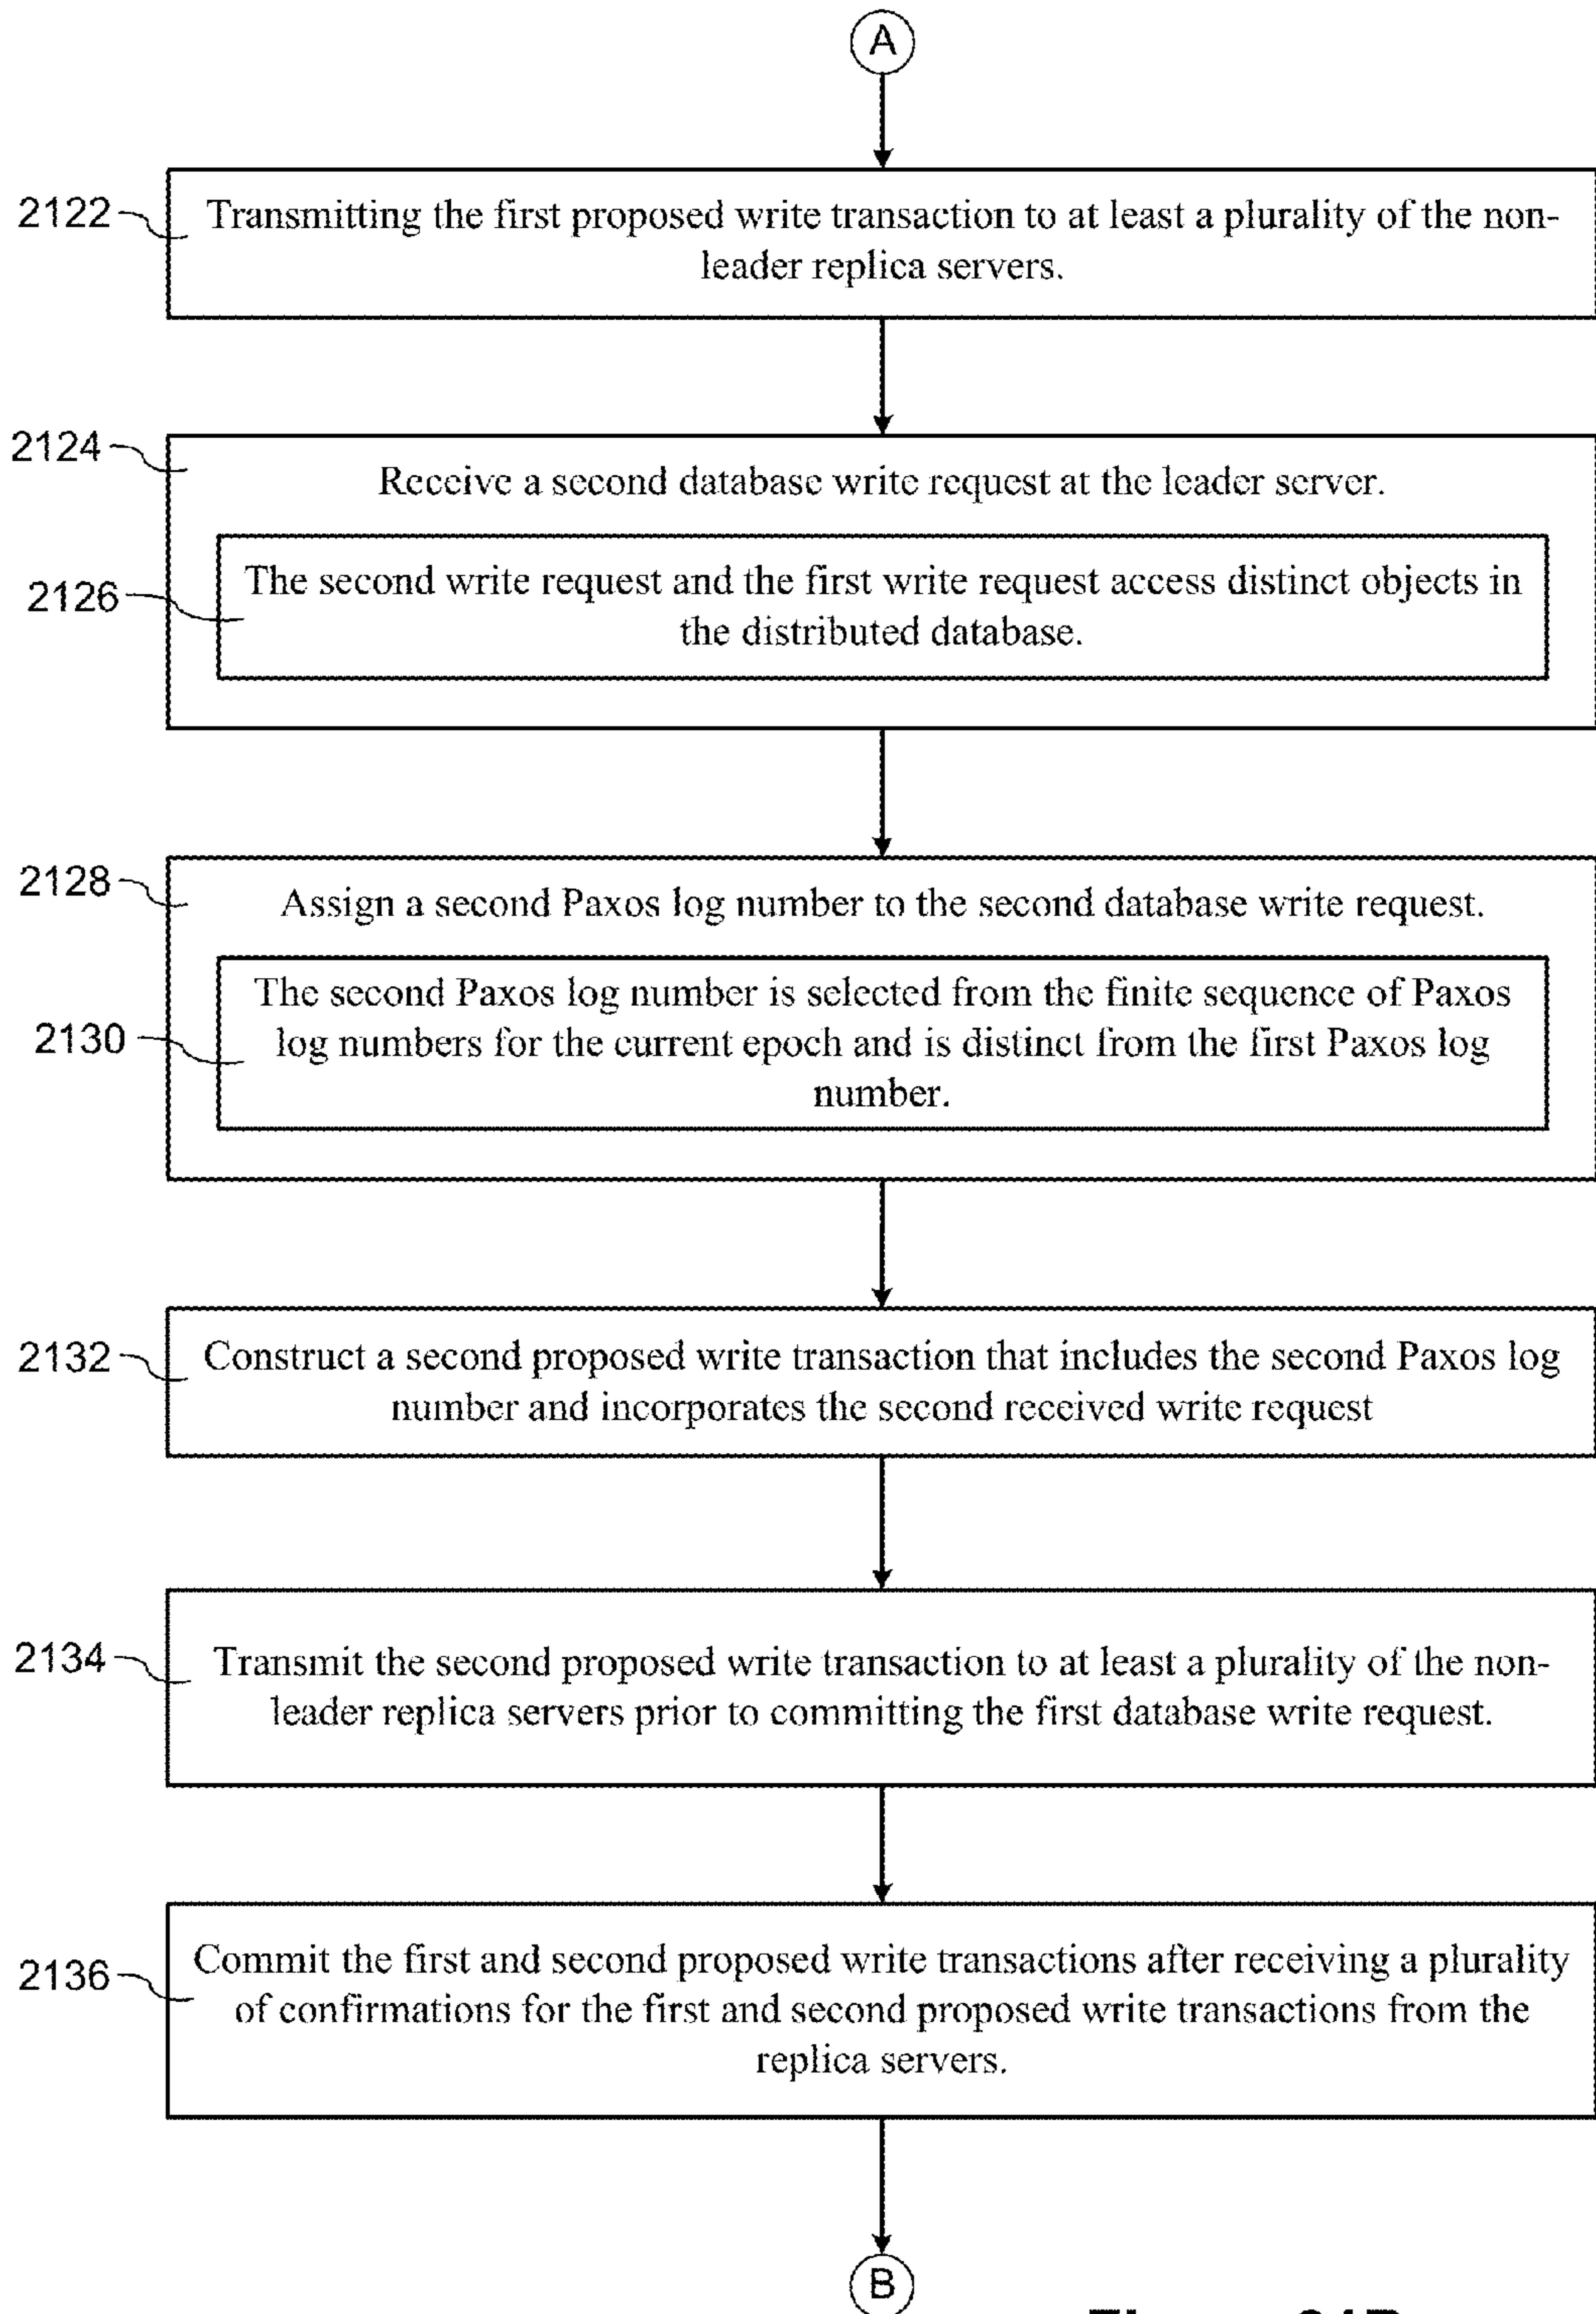 A
2122
Transmitting the first proposed write transaction to at least a plurality of the non-
leader replica servers.
2124
Receive a second database write request at the leader server.
2126
The second write request and the first write request access distinct objects in
the distributed database.
2128
Assign a second Paxos log number to the second database write request.
2130
The second Paxos log number is selected from the finite sequence of Paxos
log numbers for the current epoch and is distinct from the first Paxos log
number.
2132
Construct a second proposed write transaction that includes the second Paxos log
number and incorporates the second received write request
2134
Transmit the second proposed write transaction to at least a plurality of the non-
leader replica servers prior to committing the first database write request.
2136
Commit the first and second proposed write transactions after receiving a plurality
of confirmations for the first and second proposed write transactions from the
replica servers.
B